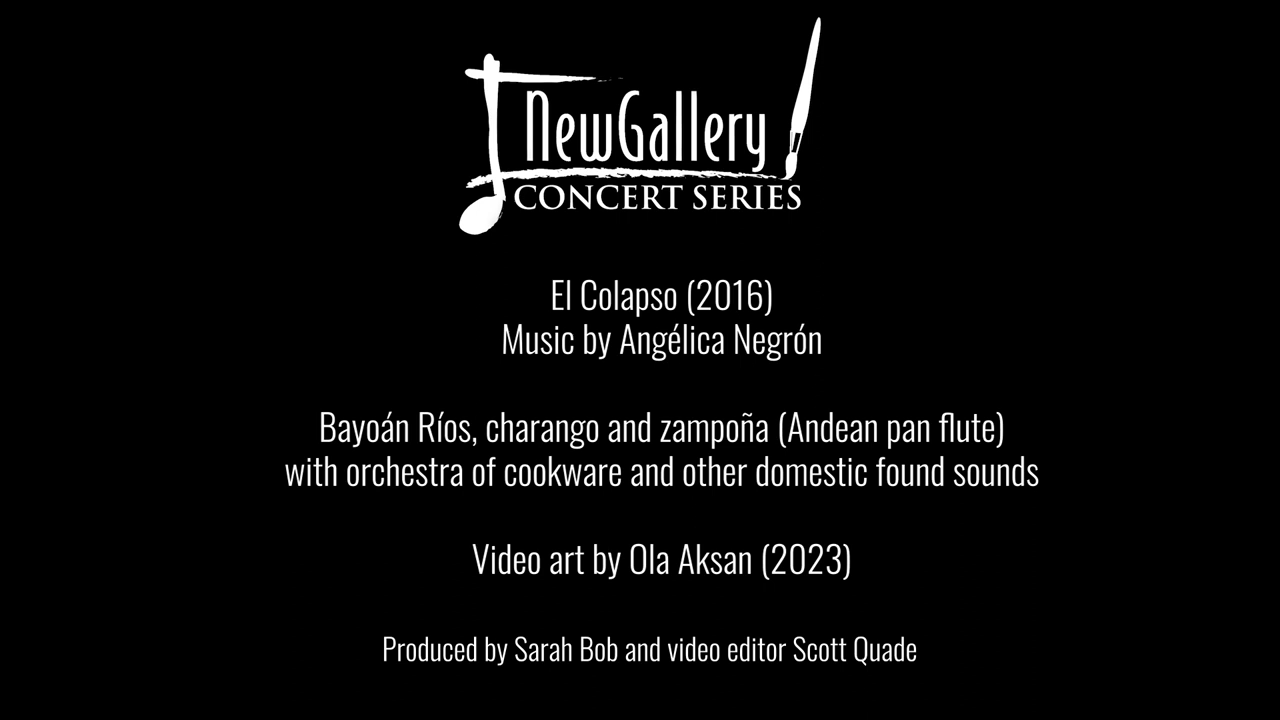 NewGallery
CONCERT SERIES
El Colapso (2016)
Music by Angélica Negrón
Bayoán Ríos, charango and zampoña (Andean pan flute)
with orchestra of cookware and other domestic found sounds
Video art by Ola Aksan (2023)
Produced by Sarah Bob and video editor Scott Quade